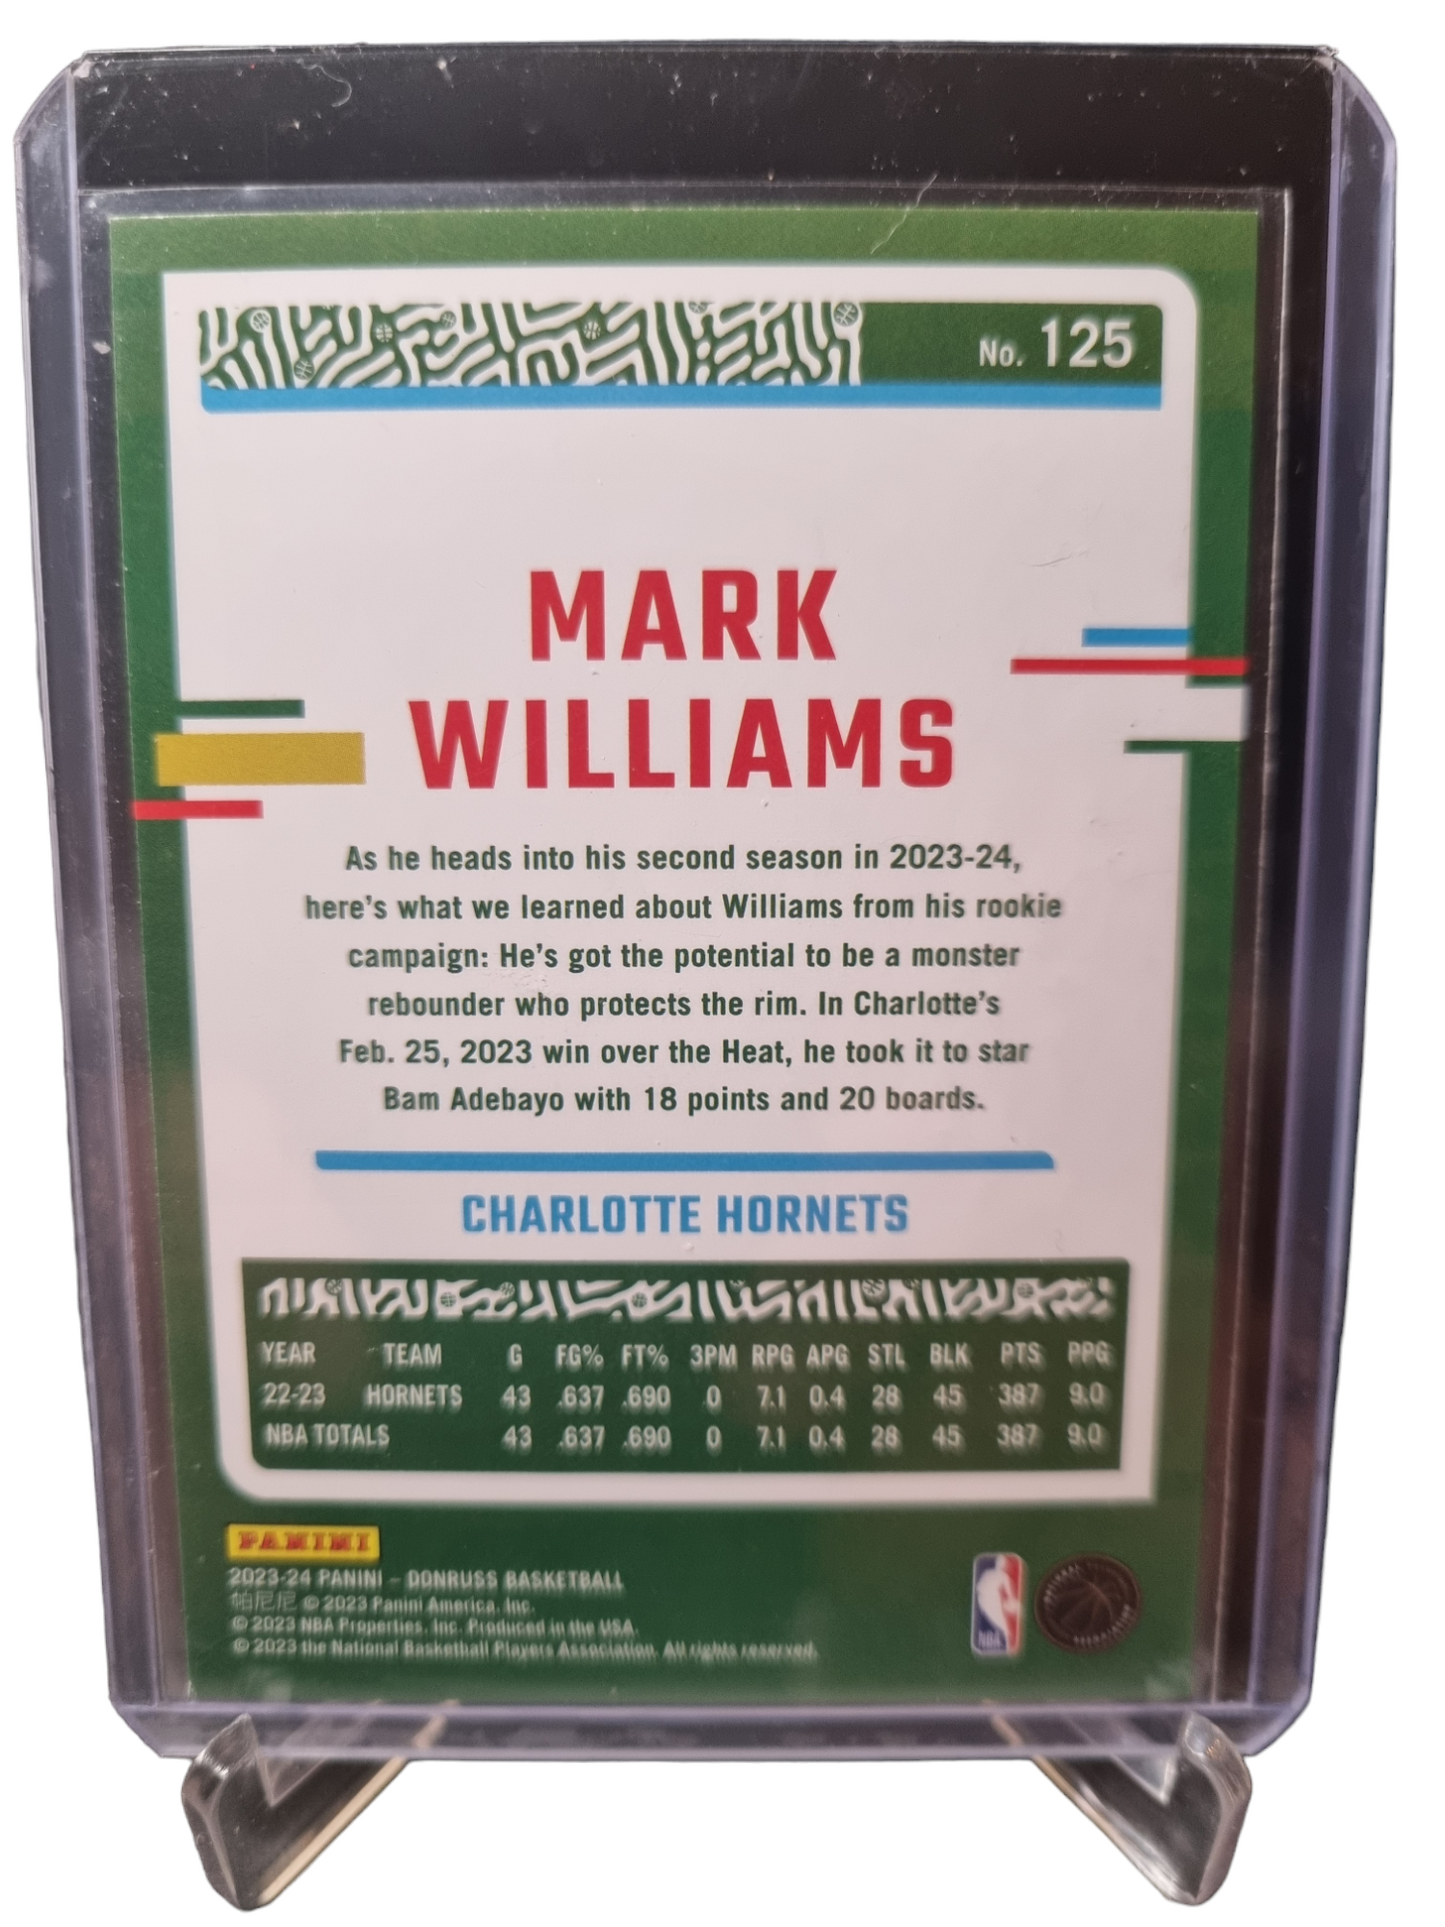 No. 125
MARK
WILLIAMS
As he heads into his second season in 2023-24,
here's what we learned about Williams from his rookie
campaign: He's got the potential to be a monster
rebounder who protects the rim. In Charlotte's
Feb. 25, 2023 win over the Heat, he took it to star
Bam Adebayo with 18 points and 20 boards.
CHARLOTTE HORNETS
YEAR TEAM G FG% FT% 3PM RPG APG STL BLK PTS PPG
22-23 HORNETS 43 .637 .690 0 7.1 0.4 28 45 387 9.0
NBA TOTALS 43 .637 .690 0 7.1 0.4 28 45 387 9.0
PANINI
2023-24 PANINI – DONRUSS BASKETBALL
帕尼尼 © 2023 Panini America, Inc.
© 2023 NBA Properties, Inc. Produced in the USA.
© 2023 the National Basketball Players Association. All rights reserved.
NBA